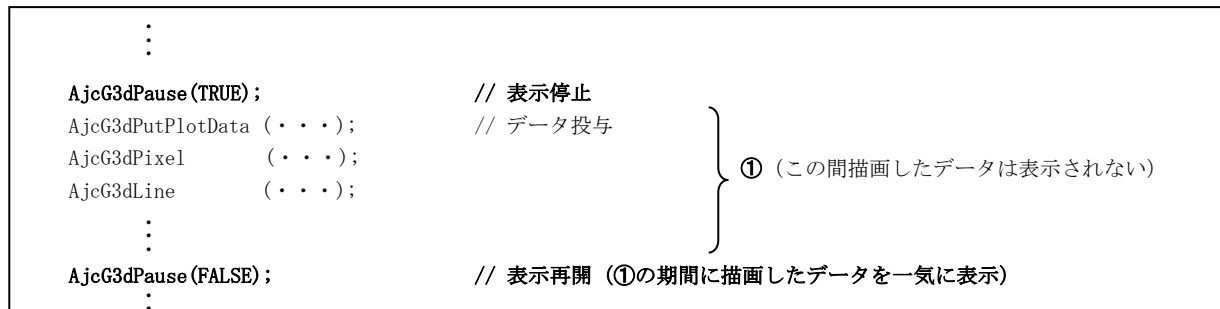 AjcG3dPause(TRUE); // 表示停止
AjcG3dPutPlotData (・・・); // データ投与
AjcG3dPixel (・・・);
① (この間描画したデータは表示されない)
AjcG3dLine (・・・);
AjcG3dPause(FALSE); // 表示再開 (①の期間に描画したデータを一気に表示)